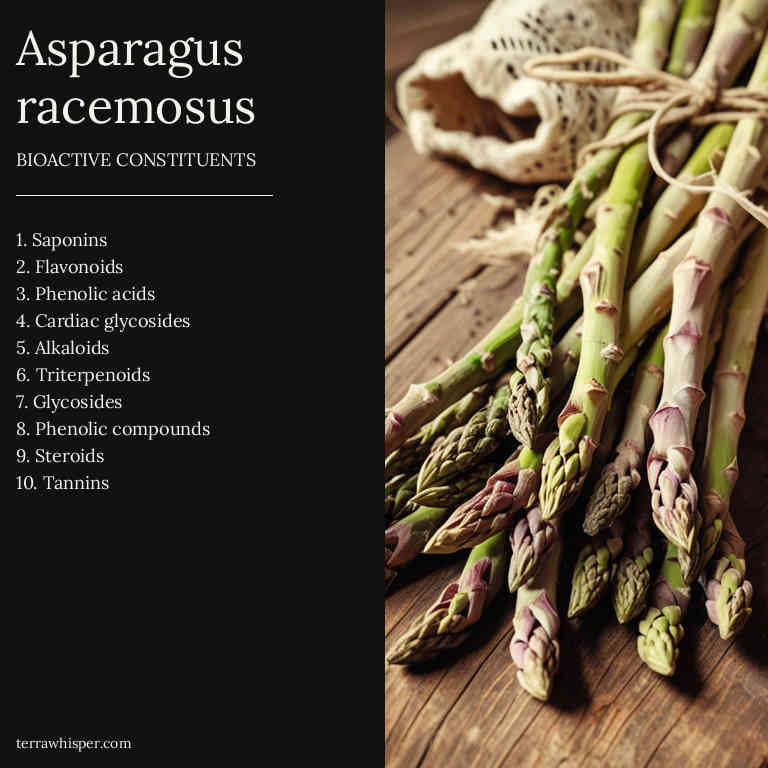 Asparagus
racemosus
BIOACTIVE CONSTITUENTS
1. Saponins
2. Flavonoids
3. Phenolic acids
4. Cardiac glycosides
5. Alkaloids
6. Triterpenoids
7. Glycosides
8. Phenolic compounds
9. Steroids
10. Tannins
terrawhisper.com